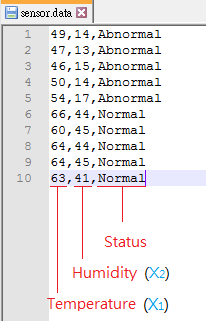 sensor.data
1 49,14,Abnormal
2 47,13,Abnormal
3 46,15,Abnormal
4 50,14,Abnormal
5 54,17,Abnormal
6 66,44,Normal
7 60,45,Normal
8 64,44,Normal
9 64,45,Normal
10 63,41,Normal
Status
Humidity (X2)
Temperature (X1)